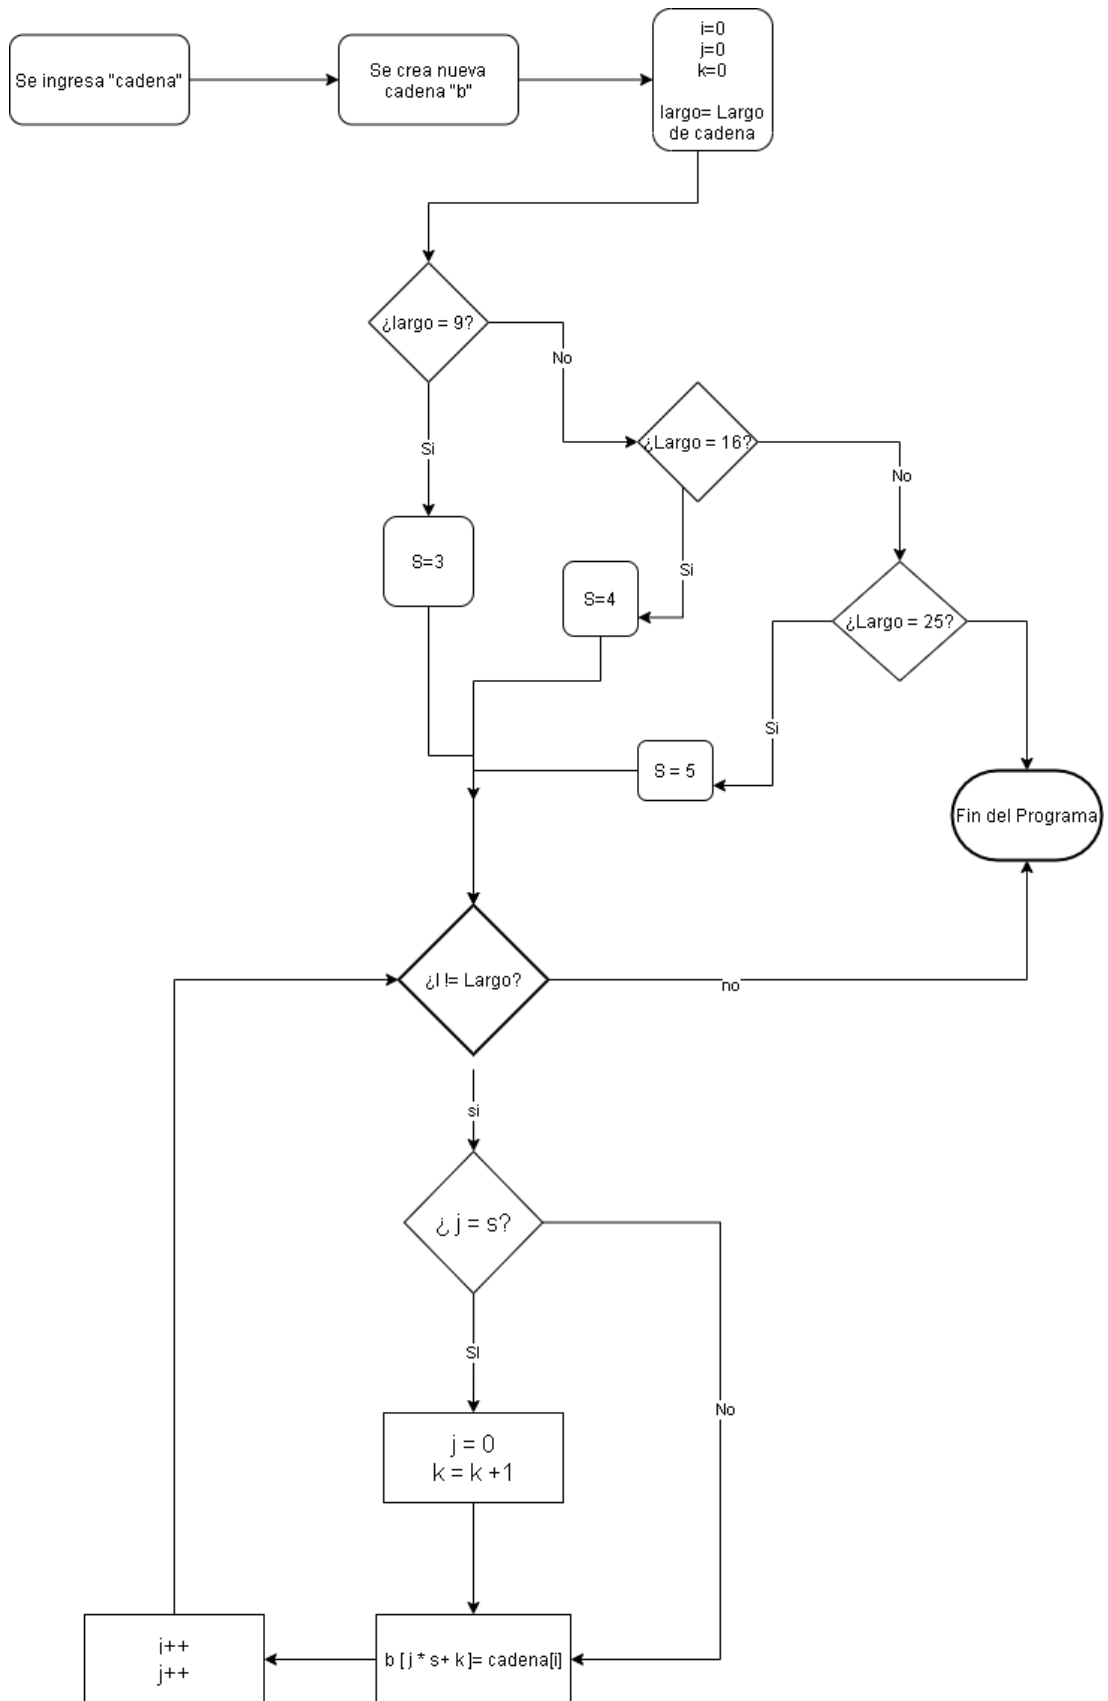 Se ingresa "cadena"
Se crea nueva
cadena "b"
i=0
j=0
k=0
largo= Largo
de cadena
¿largo = 9?
No
Si
¿Largo = 16?
No
S=3
Si
S=4
¿Largo = 25?
Si
S = 5
Fin del Programa
¿I != Largo?
no
si
¿ j = s?
SI
No
j = 0
k = k +1
i++
j++
b [ j * s+ k ]= cadena[i]